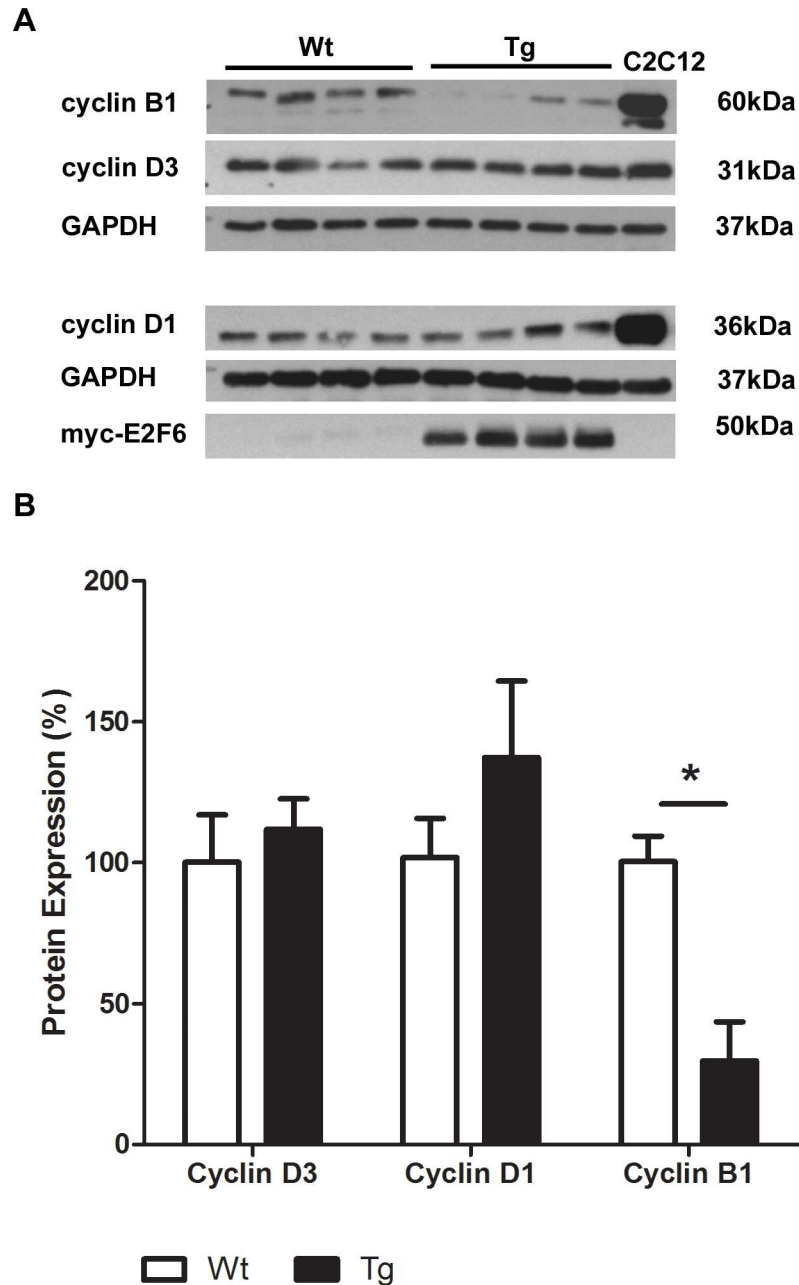 A
Wt Tg C2C12
cyclin B1 60kDa
cyclin D3 31kDa
GAPDH 37kDa
cyclin D1 36kDa
GAPDH 37kDa
myc-E2F6 50kDa
B
Protein Expression (%)
200
150
100
50
0
*
Cyclin D3 Cyclin D1 Cyclin B1
Wt Tg